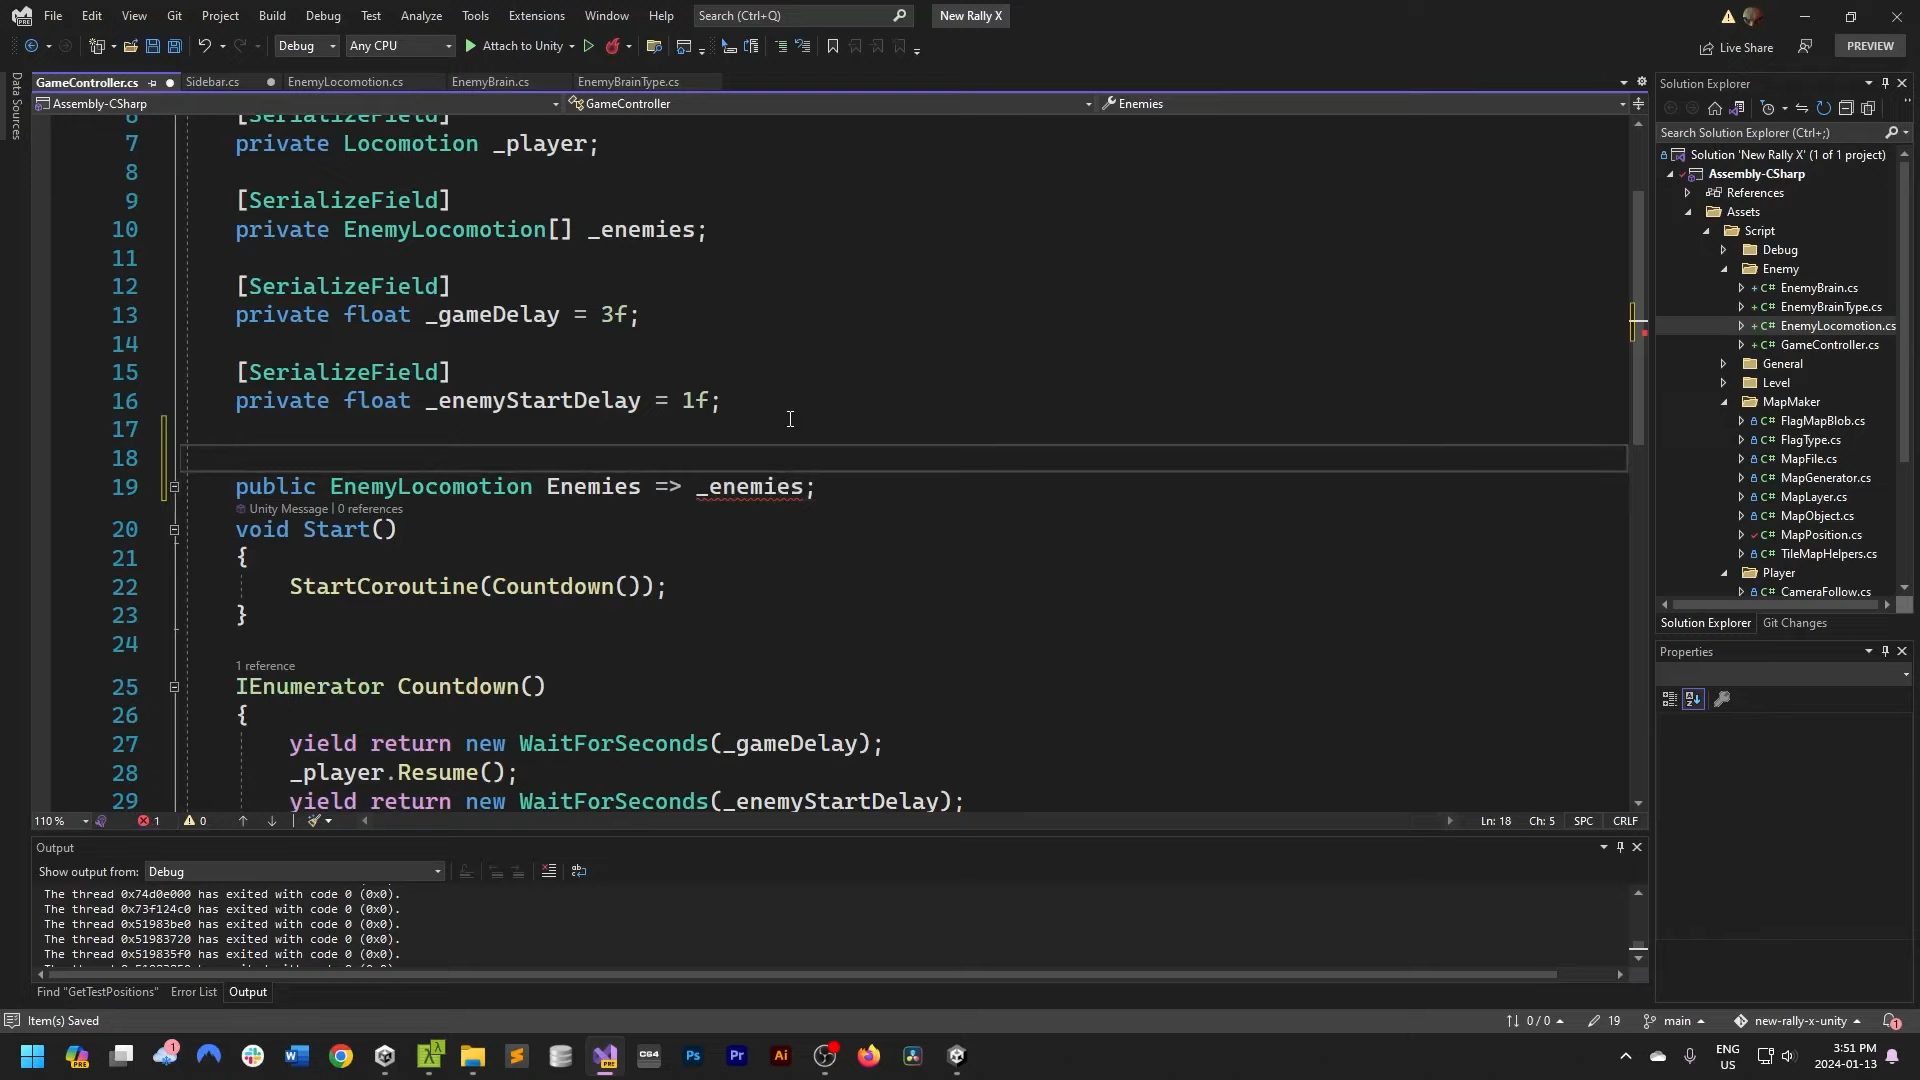 File Edit View Git Project Build Debug Test Analyze Tools Extensions Window Help Search (Ctrl+Q) New Rally X
Debug Any CPU Attach to Unity Live Share PREVIEW
Data Sources
GameController.cs Sidebar.cs EnemyLocomotion.cs EnemyBrain.cs EnemyBrainType.cs
Assembly-CSharp GameController Enemies
6 [SerializeField]
7 private Locomotion _player;
8
9 [SerializeField]
10 private EnemyLocomotion[] _enemies;
11
12 [SerializeField]
13 private float _gameDelay = 3f;
14
15 [SerializeField]
16 private float _enemyStartDelay = 1f;
17
18
19 public EnemyLocomotion Enemies => _enemies;
Unity Message | 0 references
20 void Start()
21 {
22 StartCoroutine(Countdown());
23 }
24
1 reference
25 IEnumerator Countdown()
26 {
27 yield return new WaitForSeconds(_gameDelay);
28 _player.Resume();
29 yield return new WaitForSeconds(_enemyStartDelay);
110 % 1 0 Ln: 18 Ch: 5 SPC CRLF
Output
Show output from: Debug
The thread 0x74d0e000 has exited with code 0 (0x0).
The thread 0x73f124c0 has exited with code 0 (0x0).
The thread 0x51983be0 has exited with code 0 (0x0).
The thread 0x51983720 has exited with code 0 (0x0).
The thread 0x519835f0 has exited with code 0 (0x0).
Find "GetTestPositions" Error List Output
Solution Explorer
Search Solution Explorer (Ctrl+;)
Solution 'New Rally X' (1 of 1 project)
Assembly-CSharp
References
Assets
Script
Debug
Enemy
C# EnemyBrain.cs
C# EnemyBrainType.cs
C# EnemyLocomotion.cs
C# GameController.cs
General
Level
MapMaker
C# FlagMapBlob.cs
C# FlagType.cs
C# MapFile.cs
C# MapGenerator.cs
C# MapLayer.cs
C# MapObject.cs
C# MapPosition.cs
C# TileMapHelpers.cs
Player
C# CameraFollow.cs
Solution Explorer Git Changes
Properties
Item(s) Saved 0 / 0 19 main new-rally-x-unity 1
1 PRE CG4 Ps Pr Ai ENG US 3:51 PM 2024-01-13